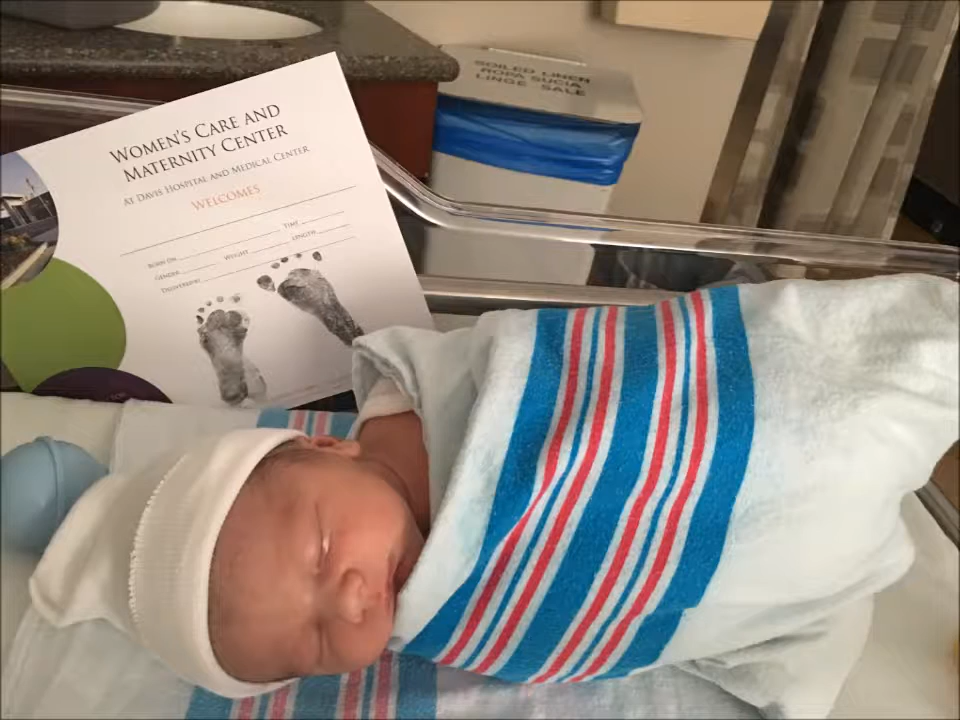 WOMEN'S CARE AND
MATERNITY CENTER
AT DAVIS HOSPITAL AND MEDICAL CENTER
WELCOMES
BORN ON TIME
GENDER WEIGHT LENGTH
DELIVERED BY
SOILED LINEN
ROPA SUCIA
LINGE SALE